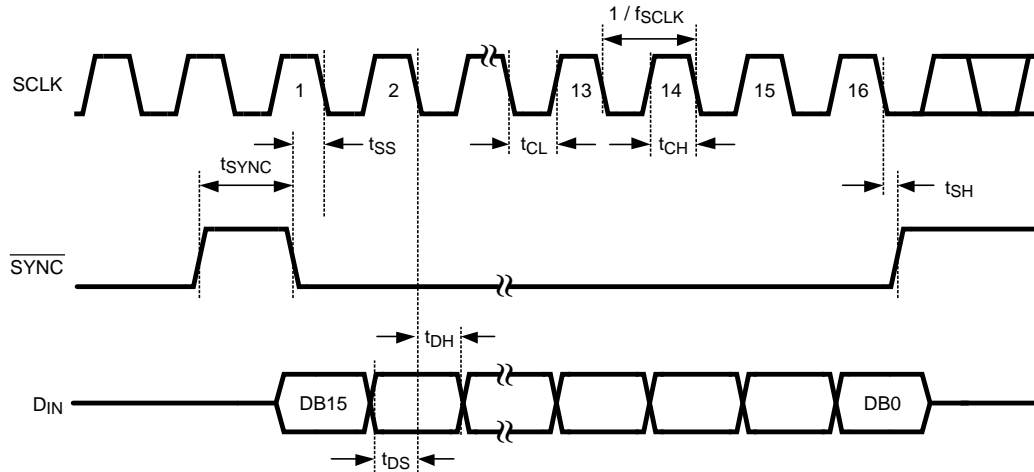 1 / fSCLK
SCLK 1 2 13 14 15 16
tSS tCL tCH
tSYNC
tSH
SYNC
tDH
DIN DB15 DB0
tDS